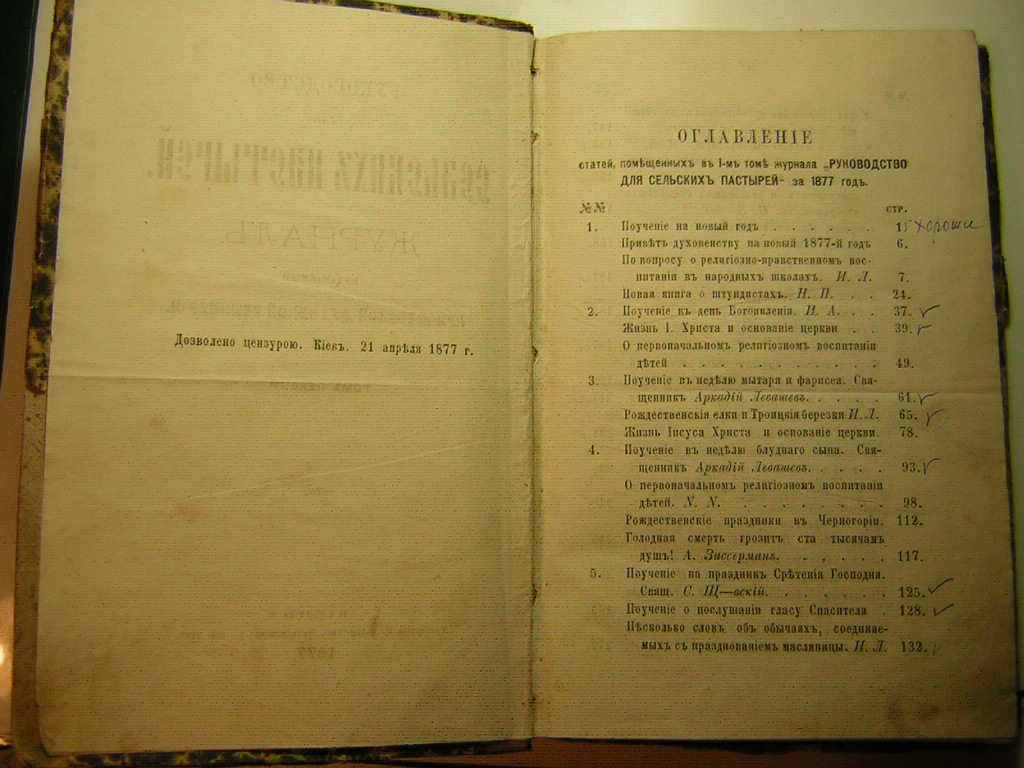 Дозволено цензурою. Кіевъ. 21 апрѣля 1877 г.
ОГЛАВЛЕНІЕ
статей, помѣщенныхъ въ І-мъ томѣ журнала „РУКОВОДСТВО
ДЛЯ СЕЛЬСКИХЪ ПАСТЫРЕЙ“ за 1877 годъ.
№№ СТР.
1. Поученіе на новый годъ . . . . . . 1 хороши
Привѣтъ духовенству на новый 1877-й годъ 6.
По вопросу о религіозно-нравственномъ вос-
питаніи въ народныхъ школахъ. И. Л. 7.
Новая книга о штундистахъ. Н. П. . . 24.
2. Поученіе въ день Богоявленія. И. А. . . 37.
Жизнь І. Христа и основаніе церкви . . 39.
О первоначальномъ религіозномъ воспитаніи
дѣтей . . . . . . . . . . . . 49.
3. Поученіе въ недѣлю мытаря и фарисея. Свя-
щенникъ Аркадій Левашевъ. . . . . 61.
Рождественскія елки и Троицкія березки И. Л. 65.
Жизнь Іисуса Христа и основаніе церкви. 78.
4. Поученіе въ недѣлю блуднаго сына. Свя-
щенникъ Аркадій Левашевъ. . . . . 93.
О первоначальномъ религіозномъ воспитаніи
дѣтей. N. N. . . . . . . . . 98.
Рождественскіе праздники въ Черногоріи. 112.
Голодная смерть грозитъ ста тысячамъ
душъ! А. Зиссерманъ. . . . . . 117.
5. Поученіе на праздникъ Срѣтенія Господня.
Свящ. С. Щ—вскій. . . . . . . 125.
Поученіе о послушаніи гласу Спасителя . 128.
Нѣсколько словъ объ обычаяхъ, соединяе-
мыхъ съ празднованіемъ масляницы. И. Л. 132.